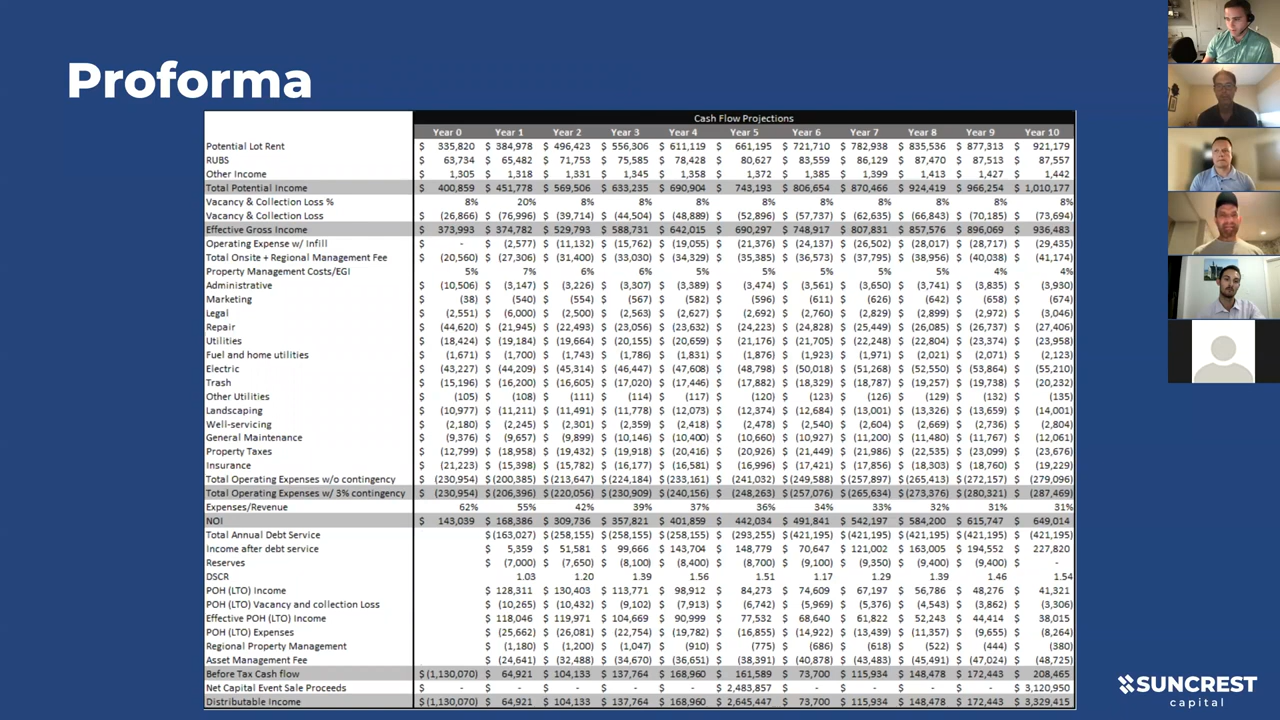 Proforma
Cash Flow Projections
Year 0 Year 1 Year 2 Year 3 Year 4 Year 5 Year 6 Year 7 Year 8 Year 9 Year 10
Potential Lot Rent $ 335,820 $ 384,978 $ 496,423 $ 556,306 $ 611,119 $ 661,195 $ 721,710 $ 782,938 $ 835,536 $ 877,313 $ 921,179
RUBS 63,734 65,482 71,753 75,585 78,428 80,627 83,559 86,129 87,470 87,513 87,557
Other Income 1,305 1,318 1,331 1,345 1,358 1,372 1,385 1,399 1,413 1,427 1,442
Total Potential Income $ 400,859 $ 451,778 $ 569,506 $ 633,235 $ 690,904 $ 743,193 $ 806,654 $ 870,466 $ 924,419 $ 966,254 $ 1,010,177
Vacancy & Collection Loss % 8% 20% 8% 8% 8% 8% 8% 8% 8% 8% 8%
Vacancy & Collection Loss $ (26,866) $ (76,996) $ (39,714) $ (44,504) $ (48,889) $ (52,896) $ (57,737) $ (62,635) $ (66,843) $ (70,185) $ (73,694)
Effective Gross Income $ 373,993 $ 374,782 $ 529,793 $ 588,731 $ 642,015 $ 690,297 $ 748,917 $ 807,831 $ 857,576 $ 896,069 $ 936,483
Operating Expense w/ Infill $ - $ (2,577) $ (11,132) $ (15,762) $ (19,055) $ (21,376) $ (24,137) $ (26,502) $ (28,017) $ (28,717) $ (29,435)
Total Onsite + Regional Management Fee $ (20,560) $ (27,306) $ (31,400) $ (33,030) $ (34,329) $ (35,385) $ (36,573) $ (37,795) $ (38,956) $ (40,038) $ (41,174)
Property Management Costs/EGI 5% 7% 6% 6% 5% 5% 5% 5% 5% 4% 4%
Administrative $ (10,506) $ (3,147) $ (3,226) $ (3,307) $ (3,389) $ (3,474) $ (3,561) $ (3,650) $ (3,741) $ (3,835) $ (3,930)
Marketing $ (38) $ (540) $ (554) $ (567) $ (582) $ (596) $ (611) $ (626) $ (642) $ (658) $ (674)
Legal $ (2,551) $ (6,000) $ (2,500) $ (2,563) $ (2,627) $ (2,692) $ (2,760) $ (2,829) $ (2,899) $ (2,972) $ (3,046)
Repair $ (44,620) $ (21,945) $ (22,493) $ (23,056) $ (23,632) $ (24,223) $ (24,828) $ (25,449) $ (26,085) $ (26,737) $ (27,406)
Utilities $ (18,424) $ (19,184) $ (19,664) $ (20,155) $ (20,659) $ (21,176) $ (21,705) $ (22,248) $ (22,804) $ (23,374) $ (23,958)
Fuel and home utilities $ (1,671) $ (1,700) $ (1,743) $ (1,786) $ (1,831) $ (1,876) $ (1,923) $ (1,971) $ (2,021) $ (2,071) $ (2,123)
Electric $ (43,227) $ (44,209) $ (45,314) $ (46,447) $ (47,608) $ (48,798) $ (50,018) $ (51,268) $ (52,550) $ (53,864) $ (55,210)
Trash $ (15,196) $ (16,200) $ (16,605) $ (17,020) $ (17,446) $ (17,882) $ (18,329) $ (18,787) $ (19,257) $ (19,738) $ (20,232)
Other Utilities $ (105) $ (108) $ (111) $ (114) $ (117) $ (120) $ (123) $ (126) $ (129) $ (132) $ (135)
Landscaping $ (10,977) $ (11,211) $ (11,491) $ (11,778) $ (12,073) $ (12,374) $ (12,684) $ (13,001) $ (13,326) $ (13,659) $ (14,001)
Well-servicing $ (2,180) $ (2,245) $ (2,301) $ (2,359) $ (2,418) $ (2,478) $ (2,540) $ (2,604) $ (2,669) $ (2,736) $ (2,804)
General Maintenance $ (9,376) $ (9,657) $ (9,899) $ (10,146) $ (10,400) $ (10,660) $ (10,927) $ (11,200) $ (11,480) $ (11,767) $ (12,061)
Property Taxes $ (12,799) $ (18,958) $ (19,432) $ (19,918) $ (20,416) $ (20,926) $ (21,449) $ (21,986) $ (22,535) $ (23,099) $ (23,676)
Insurance $ (21,223) $ (15,398) $ (15,782) $ (16,177) $ (16,581) $ (16,996) $ (17,421) $ (17,856) $ (18,303) $ (18,760) $ (19,229)
Total Operating Expenses w/o contingency $ (230,954) $ (200,385) $ (213,647) $ (224,184) $ (233,161) $ (241,032) $ (249,588) $ (257,897) $ (265,413) $ (272,157) $ (279,096)
Total Operating Expenses w/ 3% contingency $ (230,954) $ (206,396) $ (220,056) $ (230,909) $ (240,156) $ (248,263) $ (257,076) $ (265,634) $ (273,376) $ (280,321) $ (287,469)
Expenses/Revenue 62% 55% 42% 39% 37% 36% 34% 33% 32% 31% 31%
NOI $ 143,039 $ 168,386 $ 309,736 $ 357,821 $ 401,859 $ 442,034 $ 491,841 $ 542,197 $ 584,200 $ 615,747 $ 649,014
Total Annual Debt Service $ (163,027) $ (258,155) $ (258,155) $ (258,155) $ (293,255) $ (421,195) $ (421,195) $ (421,195) $ (421,195) $ (421,195)
Income after debt service $ 5,359 $ 51,581 $ 99,666 $ 143,704 $ 148,779 $ 70,647 $ 121,002 $ 163,005 $ 194,552 $ 227,820
Reserves $ (7,000) $ (7,650) $ (8,100) $ (8,400) $ (8,700) $ (9,100) $ (9,350) $ (9,400) $ (9,400) $ -
DSCR 1.03 1.20 1.39 1.56 1.51 1.17 1.29 1.39 1.46 1.54
POH (LTO) Income $ 128,311 $ 130,403 $ 113,771 $ 98,912 $ 84,273 $ 74,609 $ 67,197 $ 56,786 $ 48,276 $ 41,321
POH (LTO) Vacancy and collection Loss $ (10,265) $ (10,432) $ (9,102) $ (7,913) $ (6,742) $ (5,969) $ (5,376) $ (4,543) $ (3,862) $ (3,306)
Effective POH (LTO) Income $ 118,046 $ 119,971 $ 104,669 $ 90,999 $ 77,532 $ 68,640 $ 61,822 $ 52,243 $ 44,414 $ 38,015
POH (LTO) Expenses $ (25,662) $ (26,081) $ (22,754) $ (19,782) $ (16,855) $ (14,922) $ (13,439) $ (11,357) $ (9,655) $ (8,264)
Regional Property Management $ (1,180) $ (1,200) $ (1,047) $ (910) $ (775) $ (686) $ (618) $ (522) $ (444) $ (380)
Asset Management Fee $ (24,641) $ (32,488) $ (34,670) $ (36,651) $ (38,391) $ (40,878) $ (43,483) $ (45,491) $ (47,024) $ (48,725)
Before Tax Cash flow $ (1,130,070) $ 64,921 $ 104,133 $ 137,764 $ 168,960 $ 161,589 $ 73,700 $ 115,934 $ 148,478 $ 172,443 $ 208,465
Net Capital Event Sale Proceeds $ - $ - $ - $ - $ - $ 2,483,857 $ - $ - $ - $ - $ 3,120,950
Distributable Income $ (1,130,070) $ 64,921 $ 104,133 $ 137,764 $ 168,960 $ 2,645,447 $ 73,700 $ 115,934 $ 148,478 $ 172,443 $ 3,329,415
SUNCREST
capital